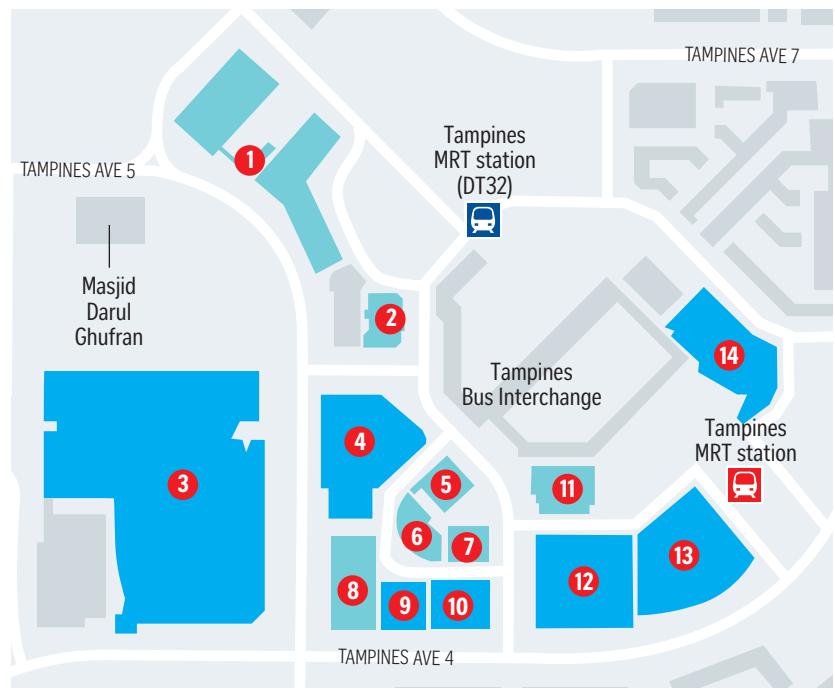 TAMPINES AVE 7
Tampines
MRT station
(DT32)
1
TAMPINES AVE 5
Masjid
Darul
Ghufran
2
14
Tampines
Bus Interchange
Tampines
MRT station
4
3
5
11
6
7
13
12
8
9
10
TAMPINES AVE 4